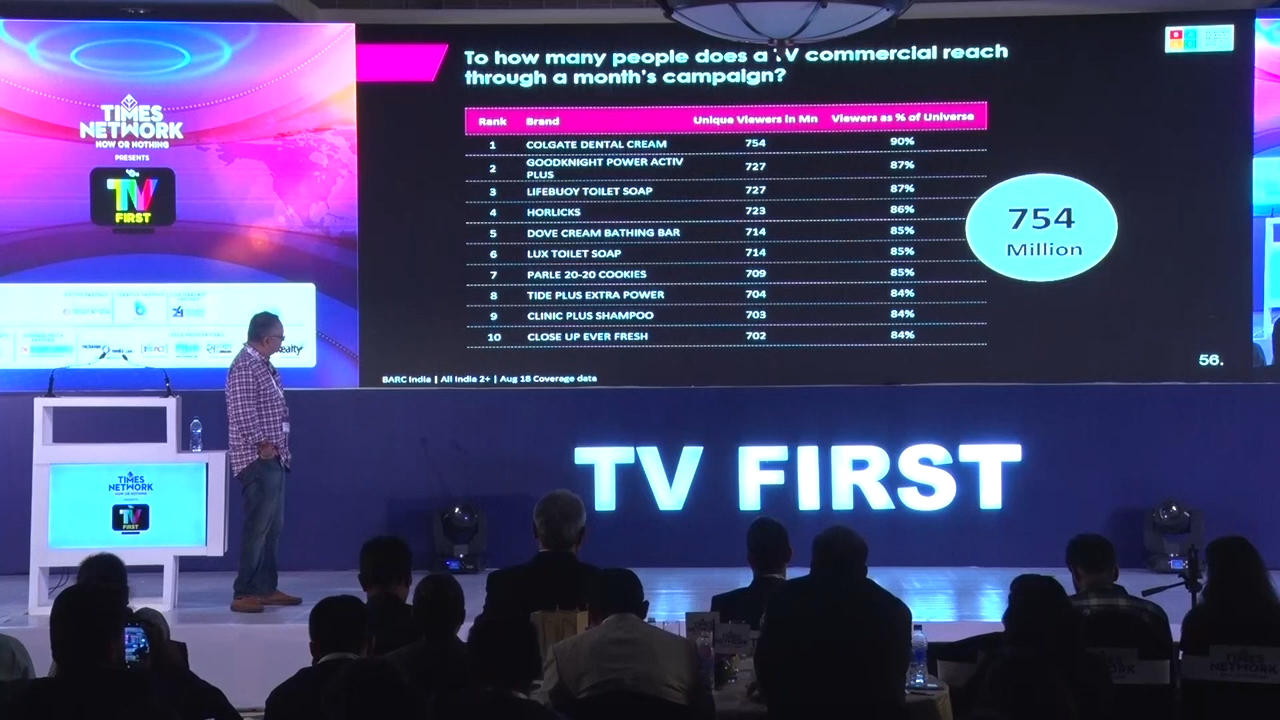 To how many people does a TV commercial reach
through a month's campaign?
Rank Brand Unique Viewers in Mn Viewers as % of Universe
1 COLGATE DENTAL CREAM 754 90%
2 GOODKNIGHT POWER ACTIV PLUS 727 87%
3 LIFEBUOY TOILET SOAP 727 87%
4 HORLICKS 723 86%
5 DOVE CREAM BATHING BAR 714 85%
6 LUX TOILET SOAP 714 85%
7 PARLE 20-20 COOKIES 709 85%
8 TIDE PLUS EXTRA POWER 704 84%
9 CLINIC PLUS SHAMPOO 703 84%
10 CLOSE UP EVER FRESH 702 84%
754
Million
56.
BARC India | All India 2+ | Aug 18 Coverage data
TIMES
NETWORK
NOW OR NOTHING
PRESENTS
TV
FIRST
TV FIRST
TIMES
NETWORK
NOW OR NOTHING
TV
FIRST